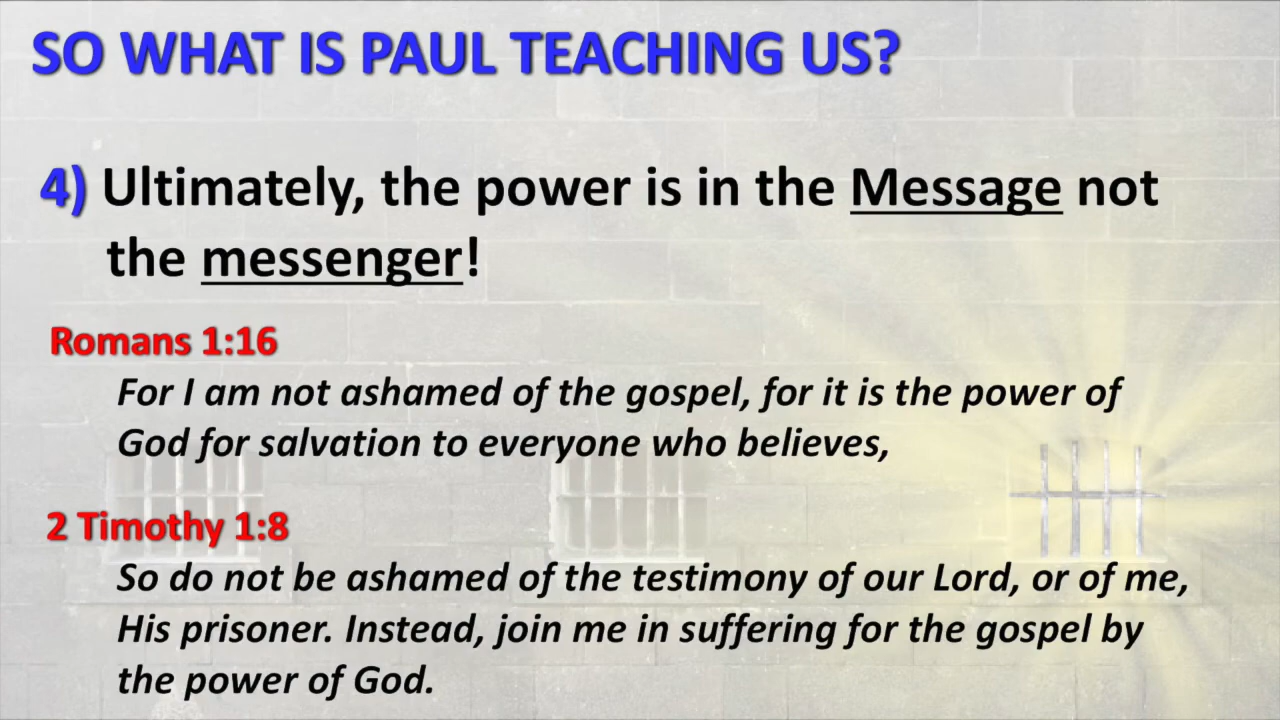 SO WHAT IS PAUL TEACHING US?
4) Ultimately, the power is in the Message not
the messenger!
Romans 1:16
For I am not ashamed of the gospel, for it is the power of
God for salvation to everyone who believes,
2 Timothy 1:8
So do not be ashamed of the testimony of our Lord, or of me,
His prisoner. Instead, join me in suffering for the gospel by
the power of God.